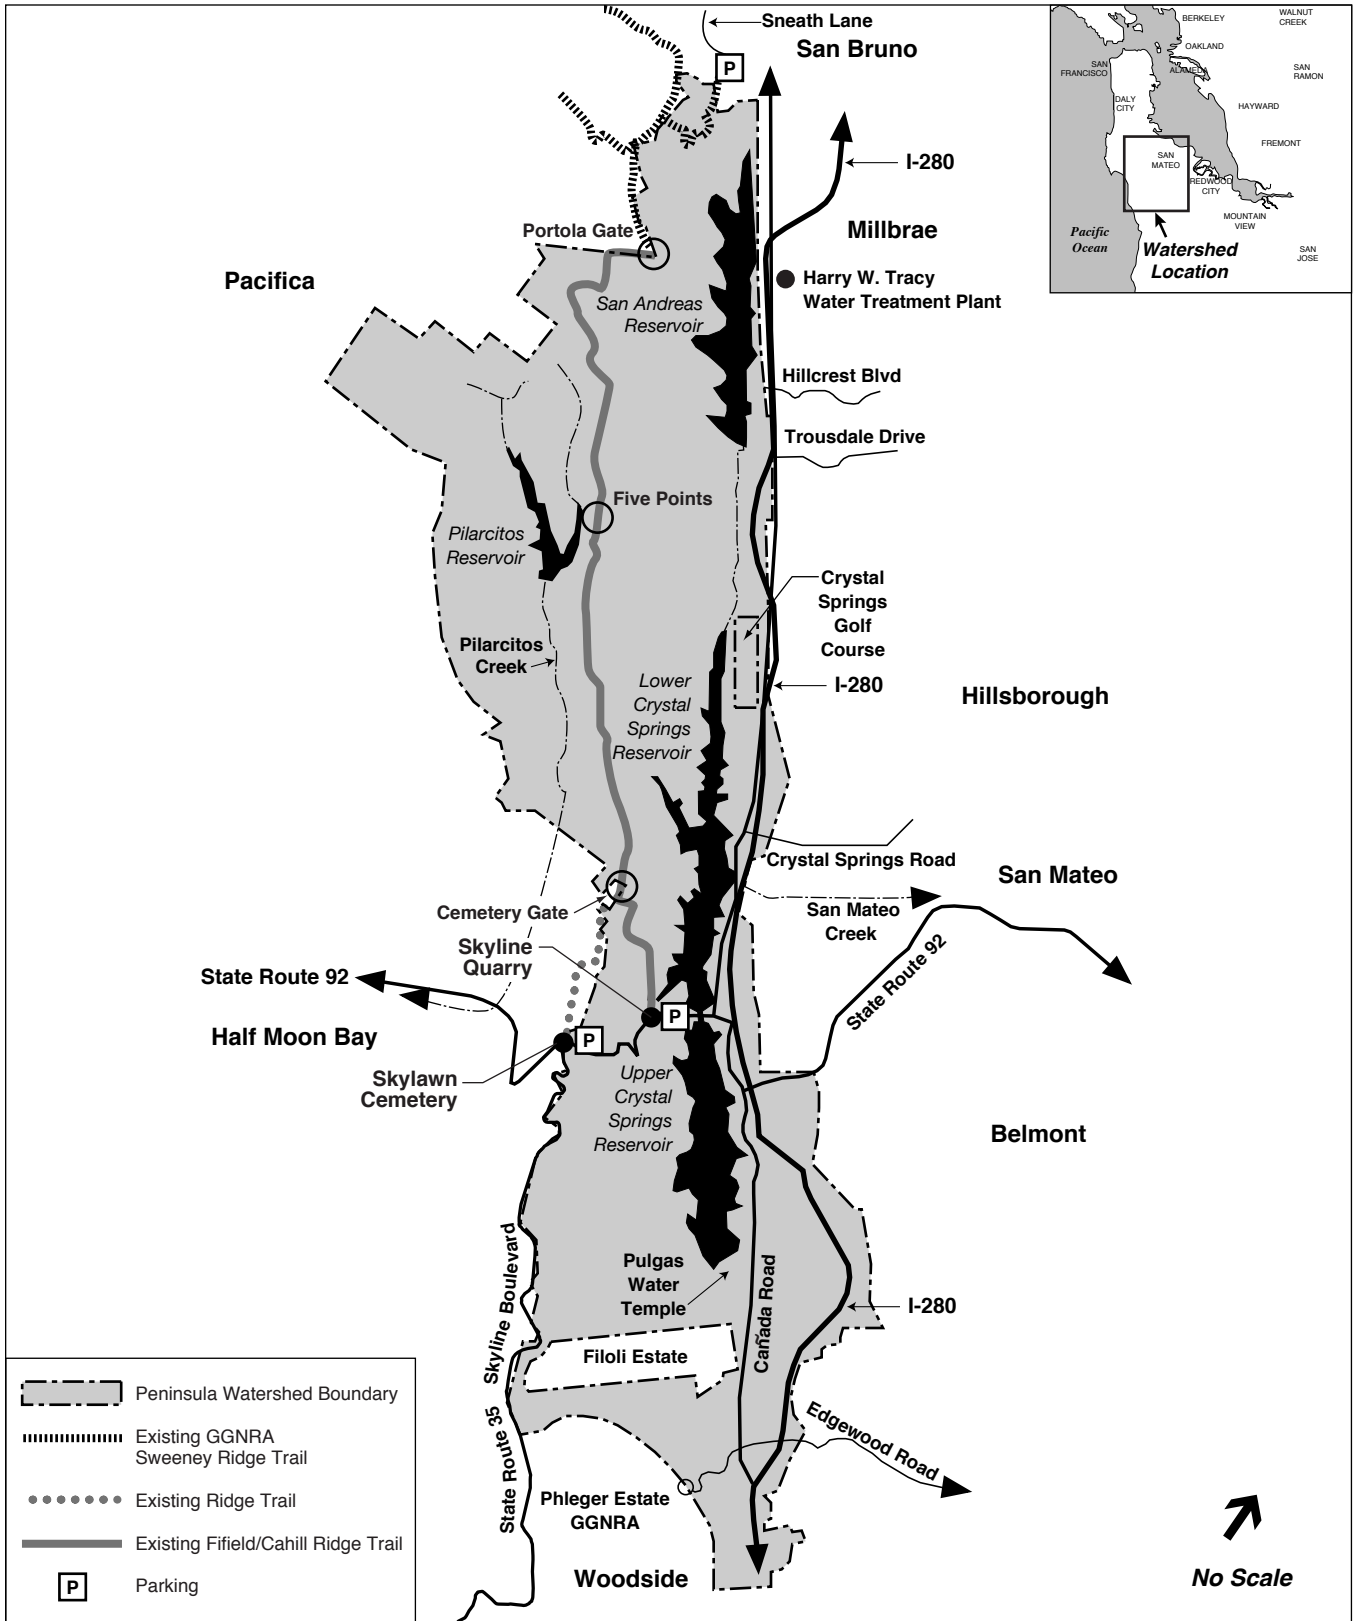 Sneath Lane
San Bruno
P
I-280
Portola Gate
Millbrae
Pacifica
San Andreas
Reservoir
Harry W. Tracy
Water Treatment Plant
Hillcrest Blvd
Trousdale Drive
Five Points
Pilarcitos
Reservoir
Crystal
Springs
Golf
Course
Pilarcitos
Creek
Lower
Crystal
Springs
Reservoir
I-280
Hillsborough
Crystal Springs Road
San Mateo
Cemetery Gate
San Mateo
Creek
Skyline
Quarry
State Route 92
State Route 92
Half Moon Bay
P
P
Skylawn
Cemetery
Upper
Crystal
Springs
Reservoir
Belmont
Pulgas
Water
Temple
Cañada Road
I-280
Skyline Boulevard
Filoli Estate
State Route 35
Edgewood Road
Phleger Estate
GGNRA
Woodside
No Scale
BERKELEY
WALNUT
CREEK
OAKLAND
SAN
FRANCISCO
ALAMEDA
SAN
RAMON
DALY
CITY
HAYWARD
FREMONT
SAN
MATEO
REDWOOD
CITY
MOUNTAIN
VIEW
SAN
JOSE
Pacific
Ocean
Watershed
Location
Peninsula Watershed Boundary
Existing GGNRA
Sweeney Ridge Trail
Existing Ridge Trail
Existing Fifield/Cahill Ridge Trail
P
Parking